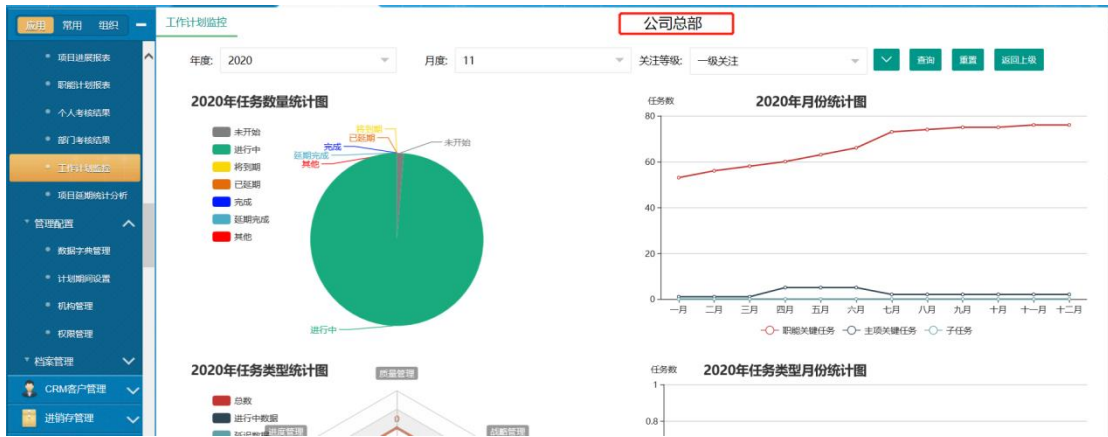 应用 常用 组织
项目进展报表
职能计划报表
个人考核结果
部门考核结果
工作计划监控
项目延期统计分析
管理配置
数据字典管理
计划期间设置
机构管理
权限管理
档案管理
CRM客户管理
进销存管理
工作计划监控
公司总部
年度: 2020 月度: 11 关注等级: 一级关注 查询 重置 返回上级
2020年任务数量统计图
未开始
进行中
将到期
已延期
完成
延期完成
其他
将到期
已延期
完成
延期完成
其他
未开始
进行中
任务数 2020年月份统计图
80
60
40
20
0
一月 二月 三月 四月 五月 六月 七月 八月 九月 十月 十一月 十二月
职能关键任务 主项关键任务 子任务
2020年任务类型统计图
质量管理
总数
进行中数据
延迟数据
进度管理
0
战略管理
任务数 2020年任务类型月份统计图
1
0.8